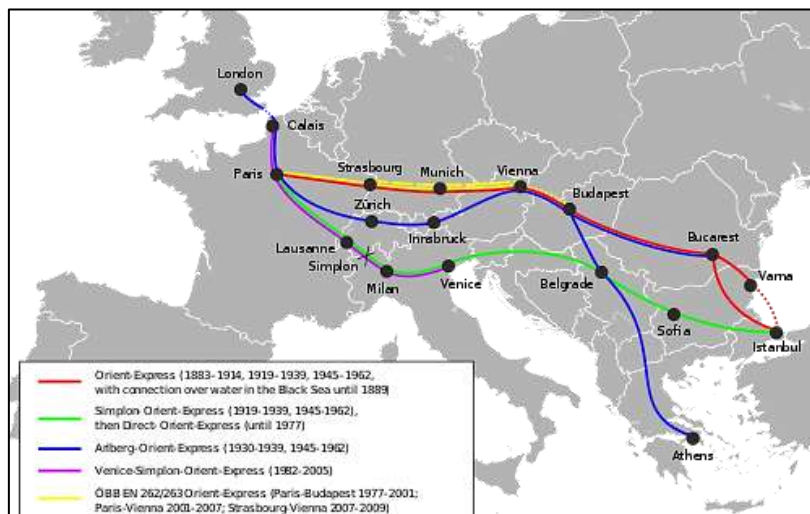 London
Calais
Paris
Strasbourg
Munich
Vienna
Zürich
Innsbruck
Budapest
Lausanne
Simplon
Milan
Venice
Belgrade
Bucarest
Varna
Sofia
Istanbul
Athens
Orient-Express (1883-1914, 1919-1939, 1945-1962,
with connection over water in the Black Sea until 1889)
Simplon-Orient-Express (1919-1939, 1945-1962),
then Direct-Orient-Express (until 1977)
Arlberg-Orient-Express (1930-1939, 1945-1962)
Venice-Simplon-Orient-Express (1982-2005)
ÖBB EN 262/263 Orient-Express (Paris-Budapest 1977-2001;
Paris-Vienna 2001-2007; Strasbourg-Vienna 2007-2009)